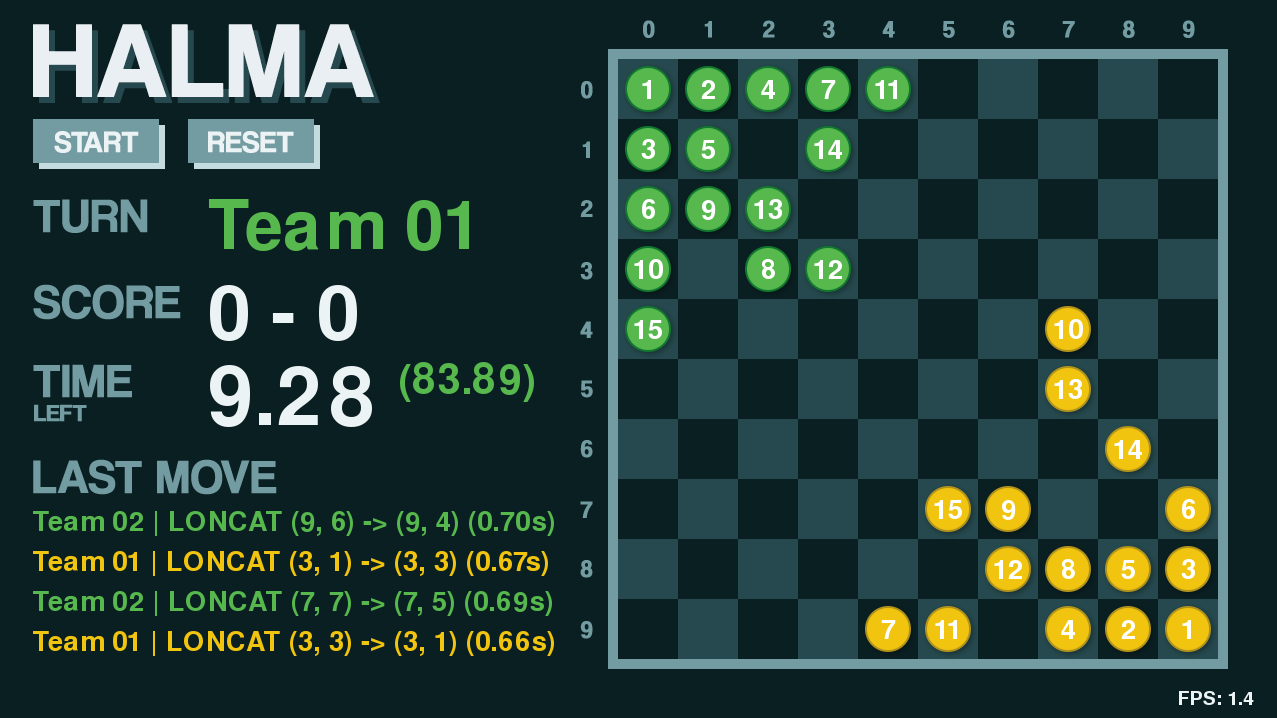 HALMA
START RESET
TURN Team 01
SCORE 0 - 0
TIME LEFT 9.28 (83.89)
LAST MOVE
Team 02 | LONCAT (9, 6) -> (9, 4) (0.70s)
Team 01 | LONCAT (3, 1) -> (3, 3) (0.67s)
Team 02 | LONCAT (7, 7) -> (7, 5) (0.69s)
Team 01 | LONCAT (3, 3) -> (3, 1) (0.66s)
0 1 2 3 4 5 6 7 8 9
0 1 2 4 7 11
1 3 5 14
2 6 9 13
3 10 8 12
4 15 10
5 13
6 14
7 15 9 6
8 12 8 5 3
9 7 11 4 2 1
FPS: 1.4